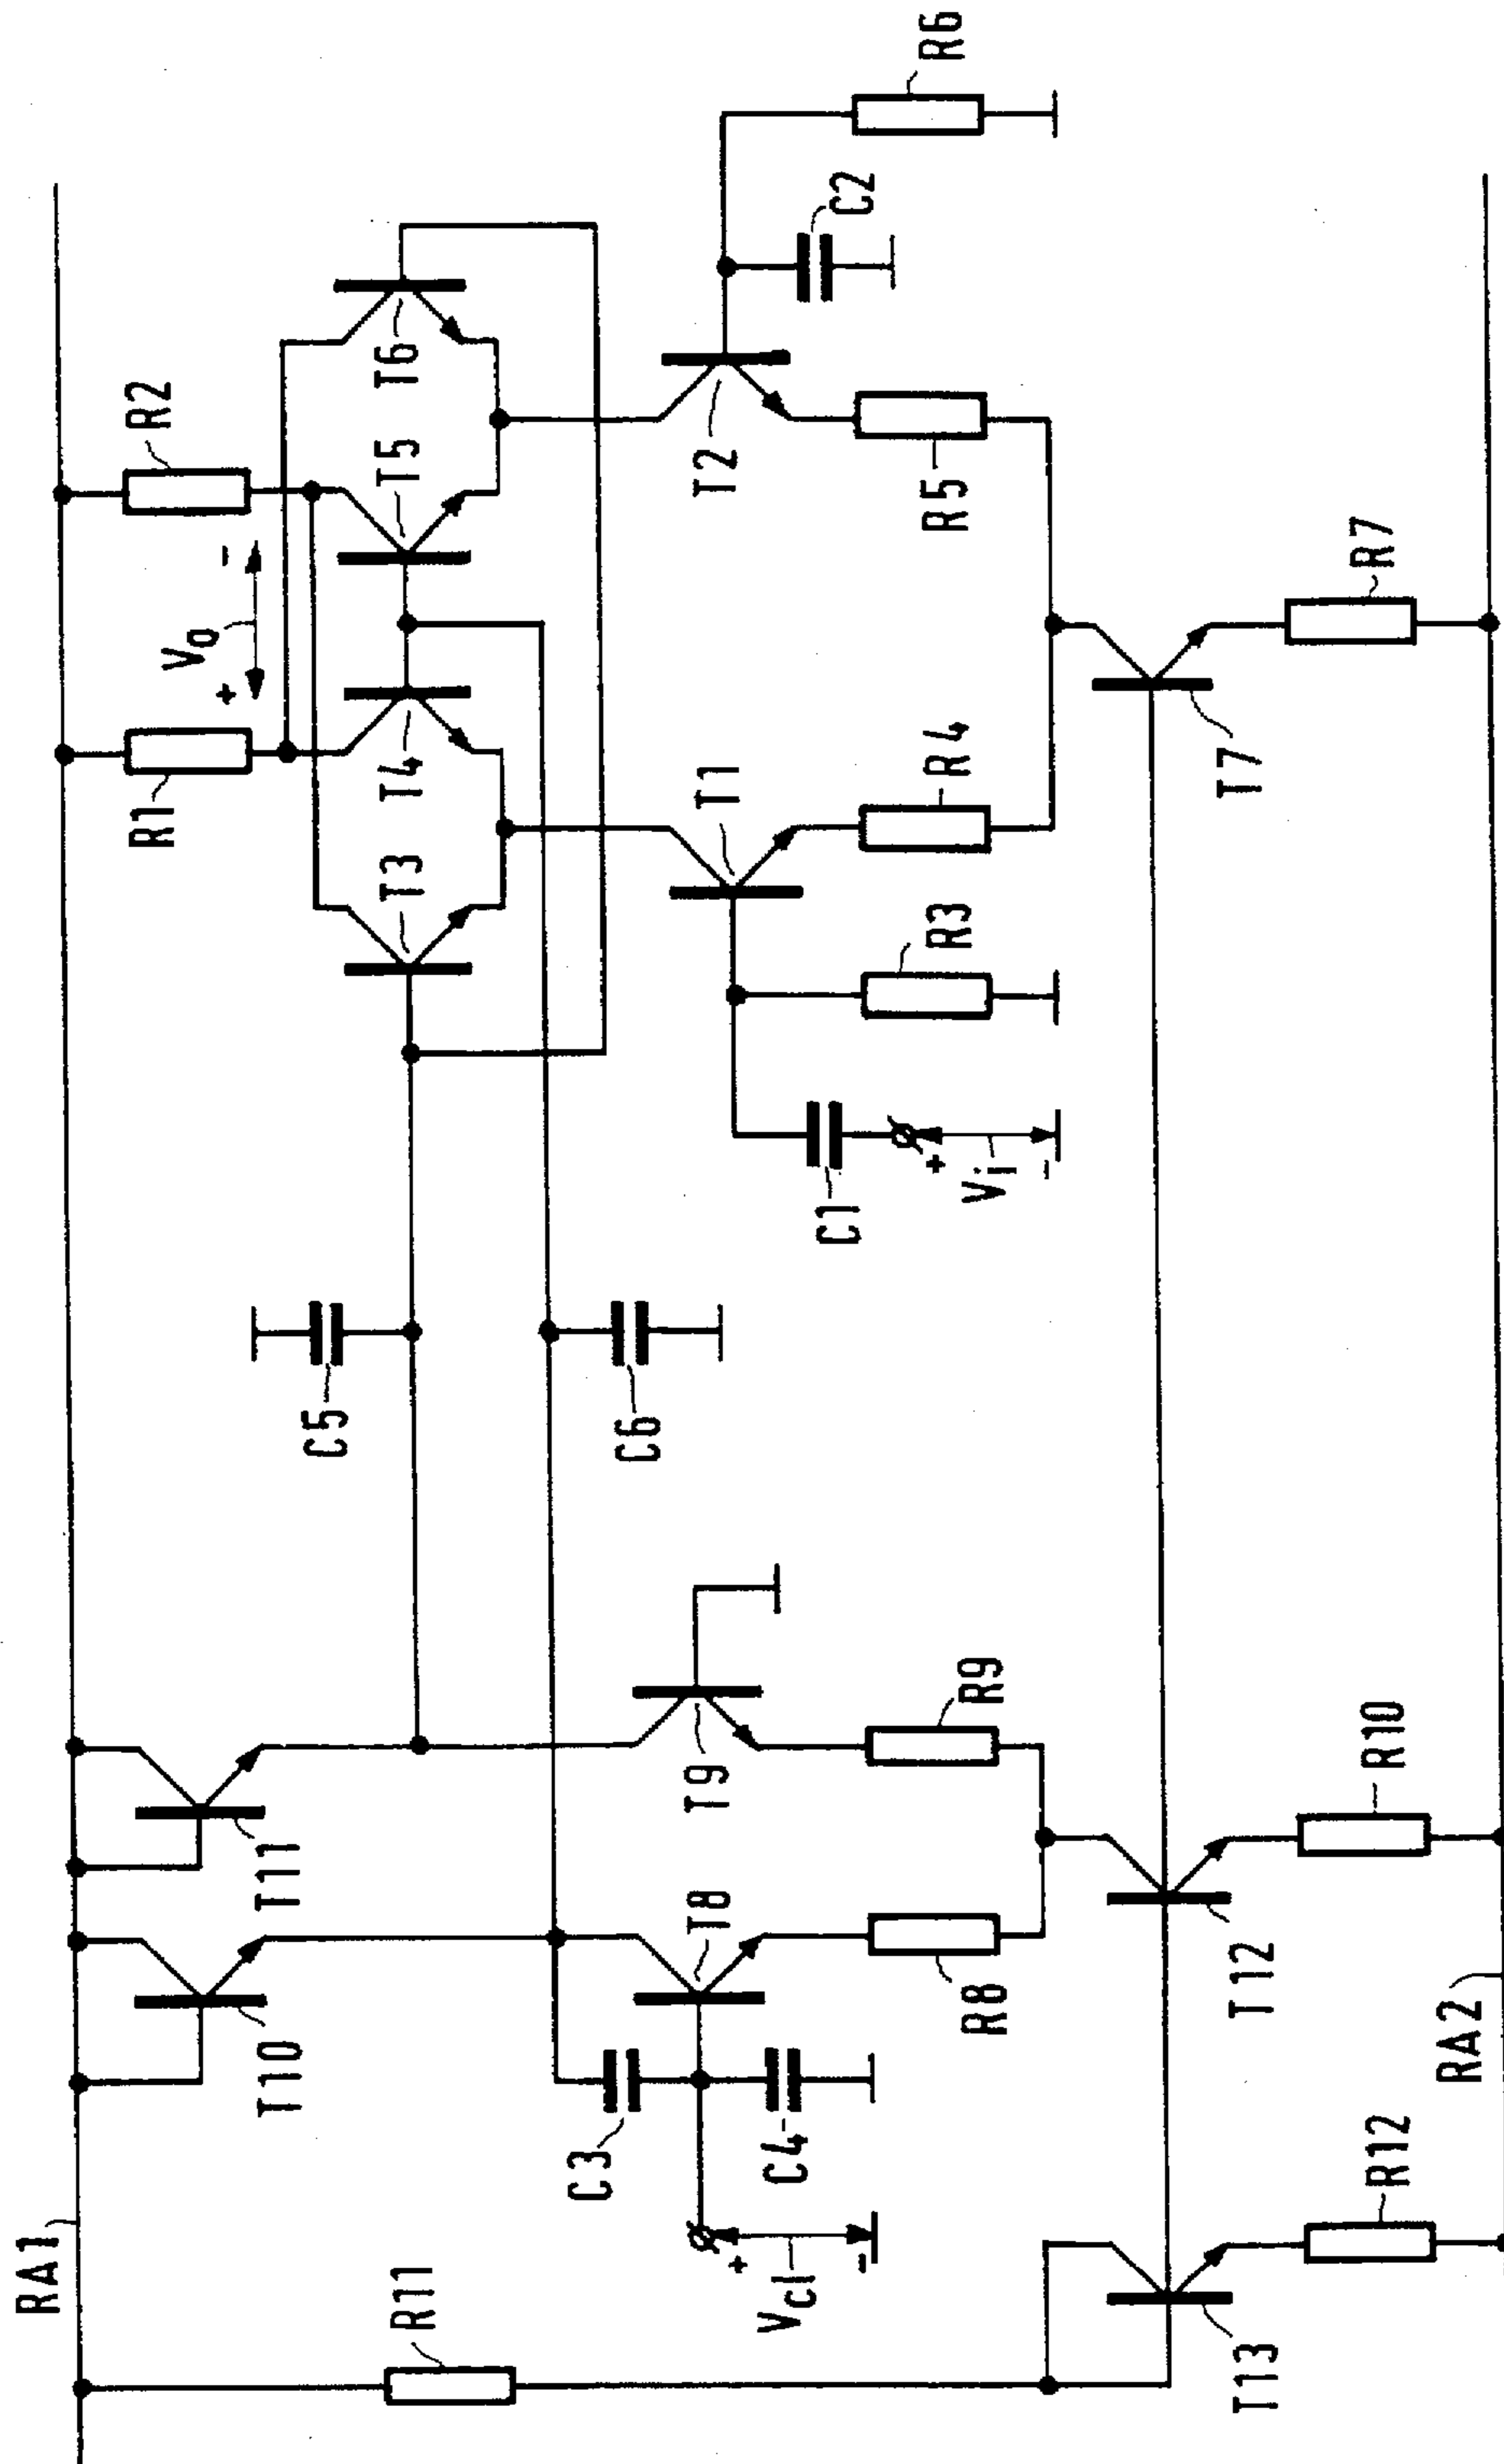 RA1
R11
T13
R12
RA2
Vcl
+
-
C3
C4
T10
T8
R8
T12
R10
T11
T9
R9
C5
C6
C1
Vi
+
-
R3
T1
R4
T3
T4
R1
Vo
+
-
R2
T5
T6
T2
R5
T7
R7
C2
R6